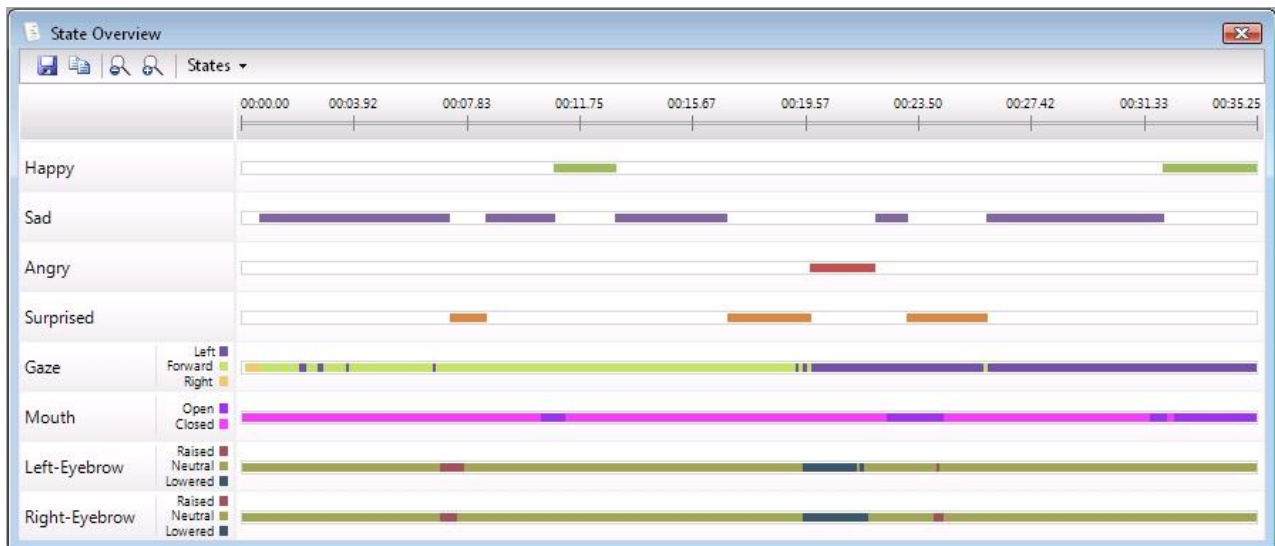 State Overview
States
00:00.00 00:03.92 00:07.83 00:11.75 00:15.67 00:19.57 00:23.50 00:27.42 00:31.33 00:35.25
Happy
Sad
Angry
Surprised
Gaze
Left
Forward
Right
Mouth
Open
Closed
Left-Eyebrow
Raised
Neutral
Lowered
Right-Eyebrow
Raised
Neutral
Lowered